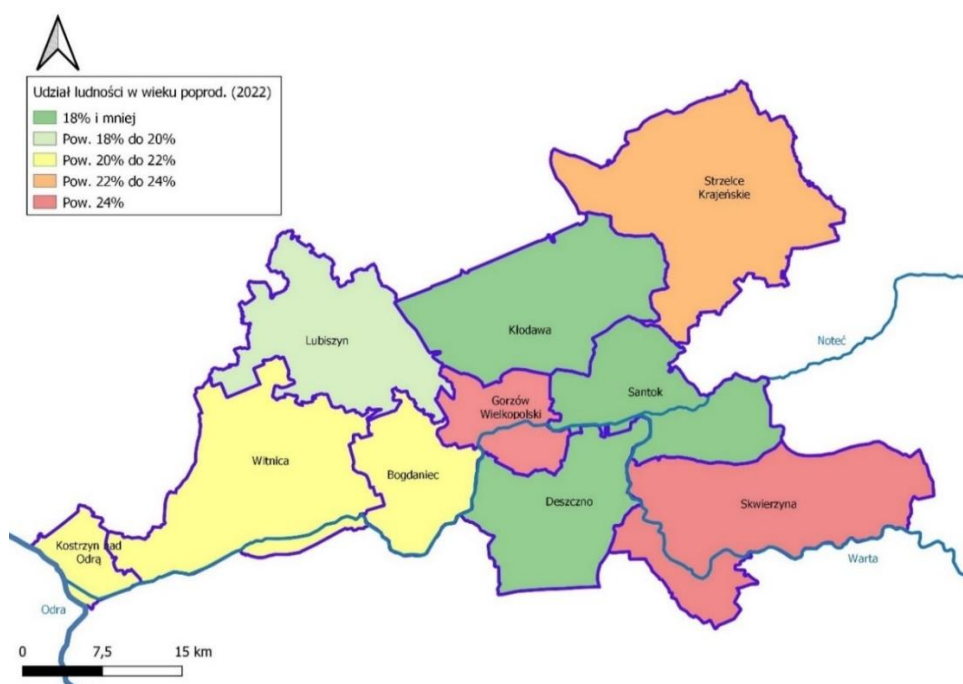 Udział ludności w wieku poprod. (2022)
18% i mniej
Pow. 18% do 20%
Pow. 20% do 22%
Pow. 22% do 24%
Pow. 24%
Strzelce
Krajeńskie
Kłodawa
Lubiszyn
Noteć
Santok
Gorzów
Wielkopolski
Witnica
Bogdaniec
Deszczno
Skwierzyna
Kostrzyn nad
Odrą
Warta
Odra
0 7,5 15 km